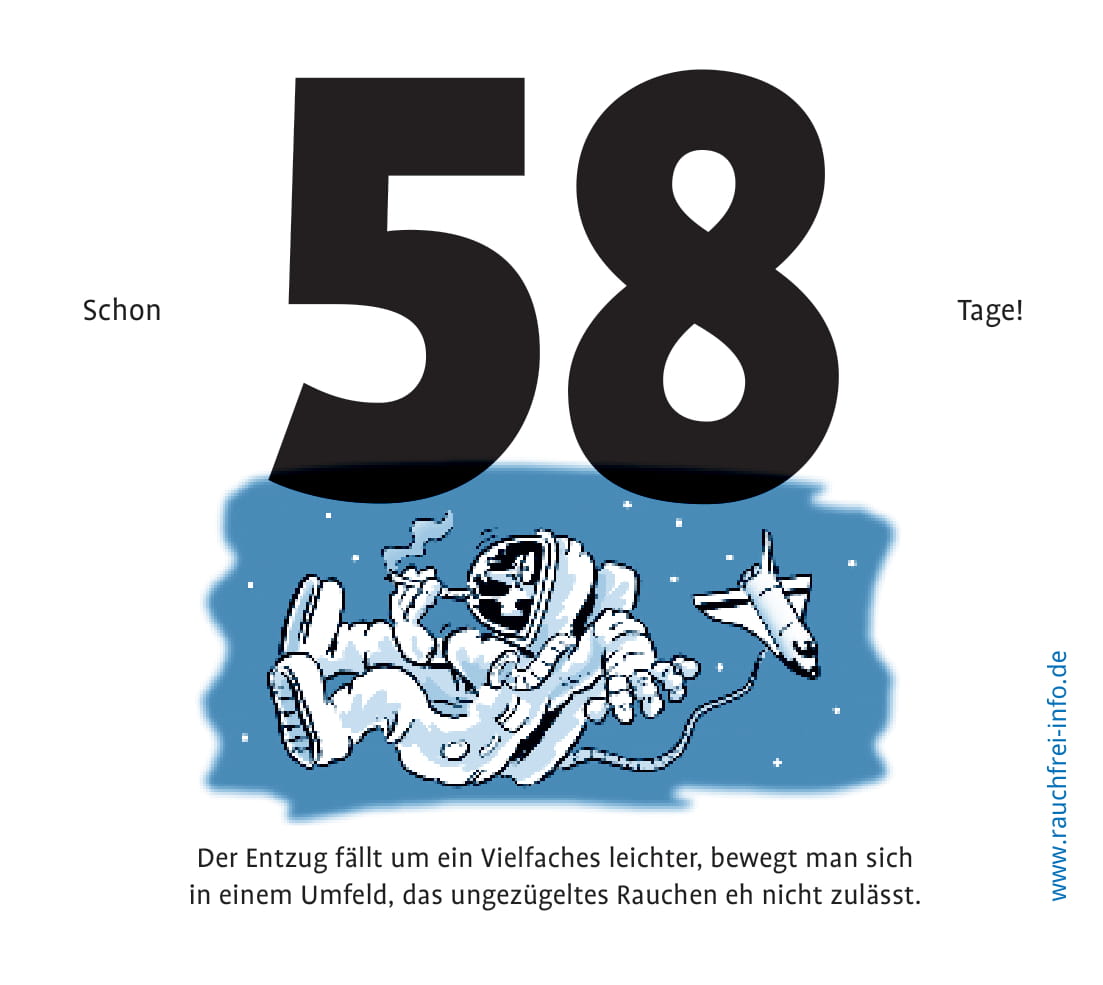 Schon
58
Tage!
Der Entzug fällt um ein Vielfaches leichter, bewegt man sich
in einem Umfeld, das ungezügeltes Rauchen eh nicht zulässt.
www.rauchfrei-info.de